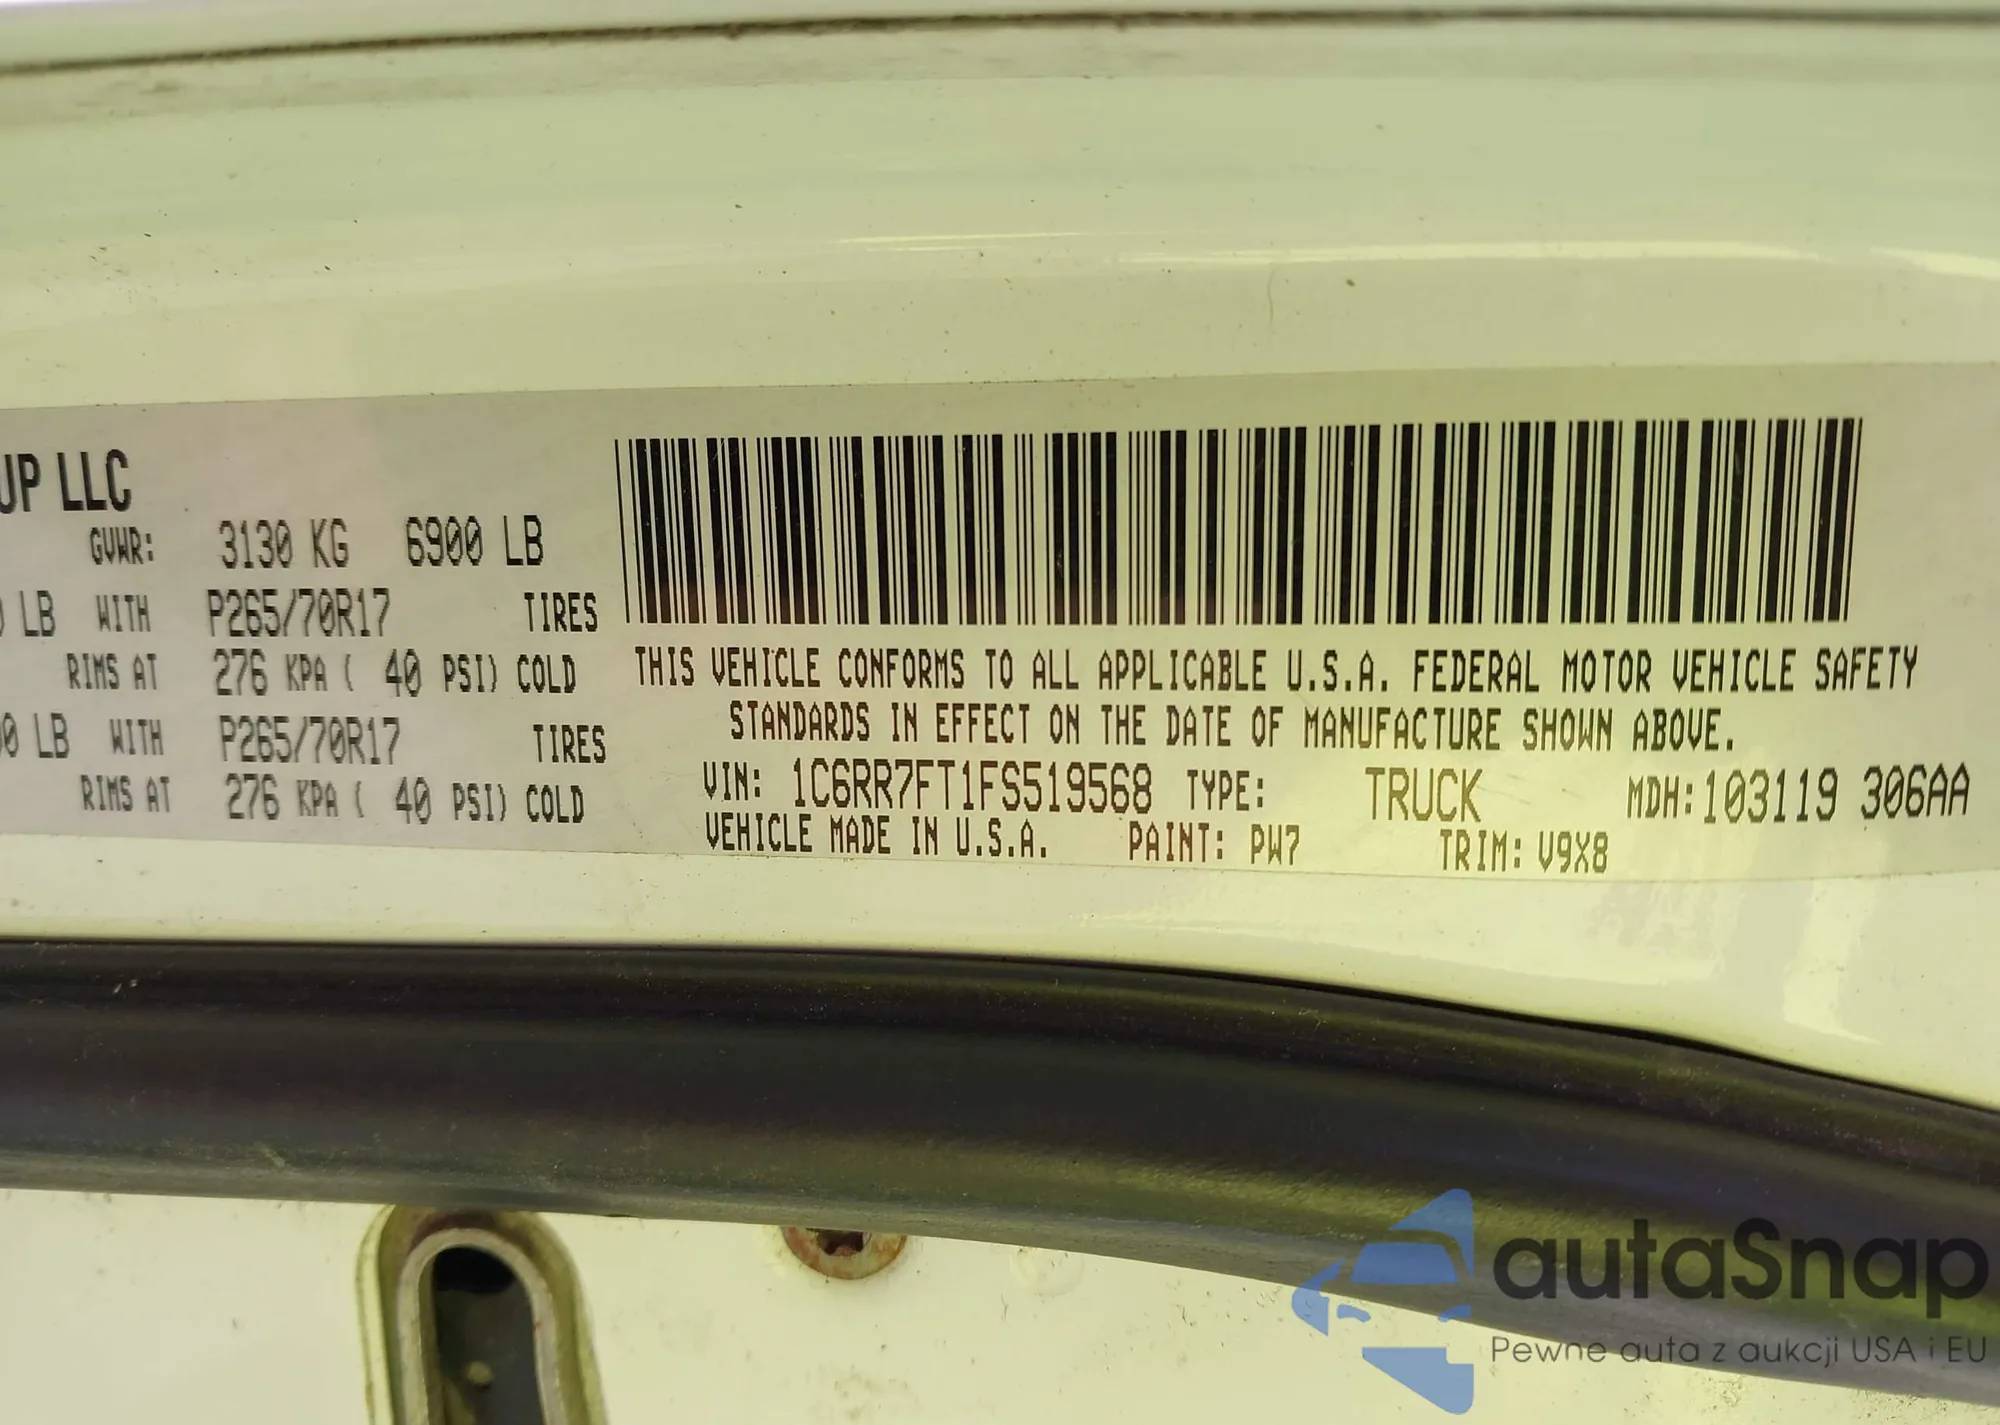 UP LLC
GVWR: 3130 KG 6900 LB
LB WITH P265/70R17 TIRES
RIMS AT 276 KPA ( 40 PSI) COLD
0 LB WITH P265/70R17 TIRES
RIMS AT 276 KPA ( 40 PSI) COLD
THIS VEHICLE CONFORMS TO ALL APPLICABLE U.S.A. FEDERAL MOTOR VEHICLE SAFETY
STANDARDS IN EFFECT ON THE DATE OF MANUFACTURE SHOWN ABOVE.
VIN: 1C6RR7FT1FS519568 TYPE: TRUCK MDH:103119 306AA
VEHICLE MADE IN U.S.A. PAINT: PW7 TRIM: V9X8
autaSnap
Pewne auta z aukcji USA i EU